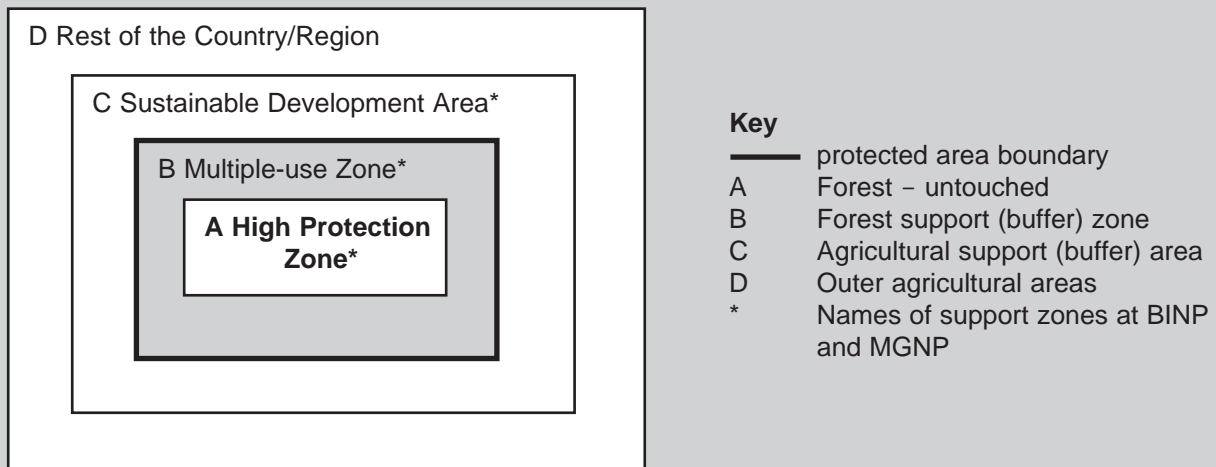 D Rest of the Country/Region
C Sustainable Development Area*
B Multiple-use Zone*
A High Protection
Zone*
Key
protected area boundary
A Forest – untouched
B Forest support (buffer) zone
C Agricultural support (buffer) area
D Outer agricultural areas
* Names of support zones at BINP
and MGNP